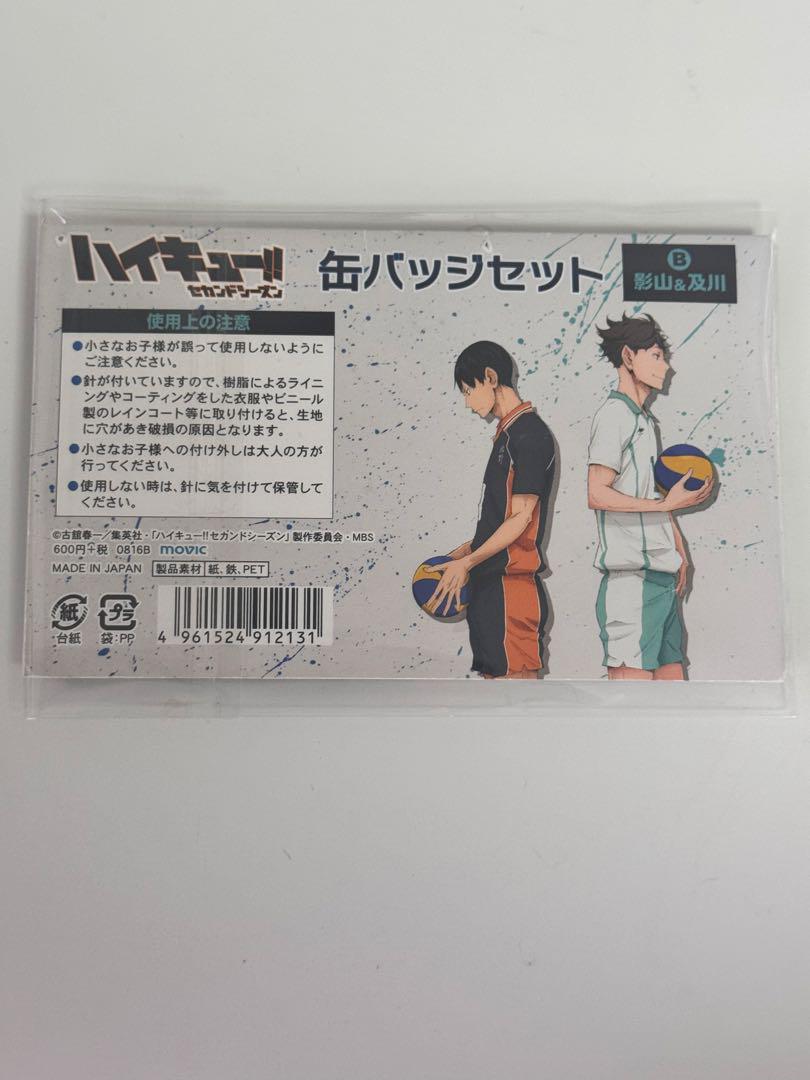 ハイキュー!!
セカンドシーズン
缶バッジセット
B
影山&及川
使用上の注意
●小さなお子様が誤って使用しないように
ご注意ください。
●針が付いていますので、樹脂によるライニ
ングやコーティングをした衣服やビニール
製のレインコート等に取り付けると、生地
に穴があき破損の原因となります。
●小さなお子様への付け外しは大人の方が
行ってください。
●使用しない時は、針に気を付けて保管して
ください。
©古舘春一/集英社・「ハイキュー!!セカンドシーズン」製作委員会・MBS
600円+税 0816B movic
MADE IN JAPAN 製品素材 紙、鉄、PET
紙 プラ
台紙 袋:PP
4 961524 912131